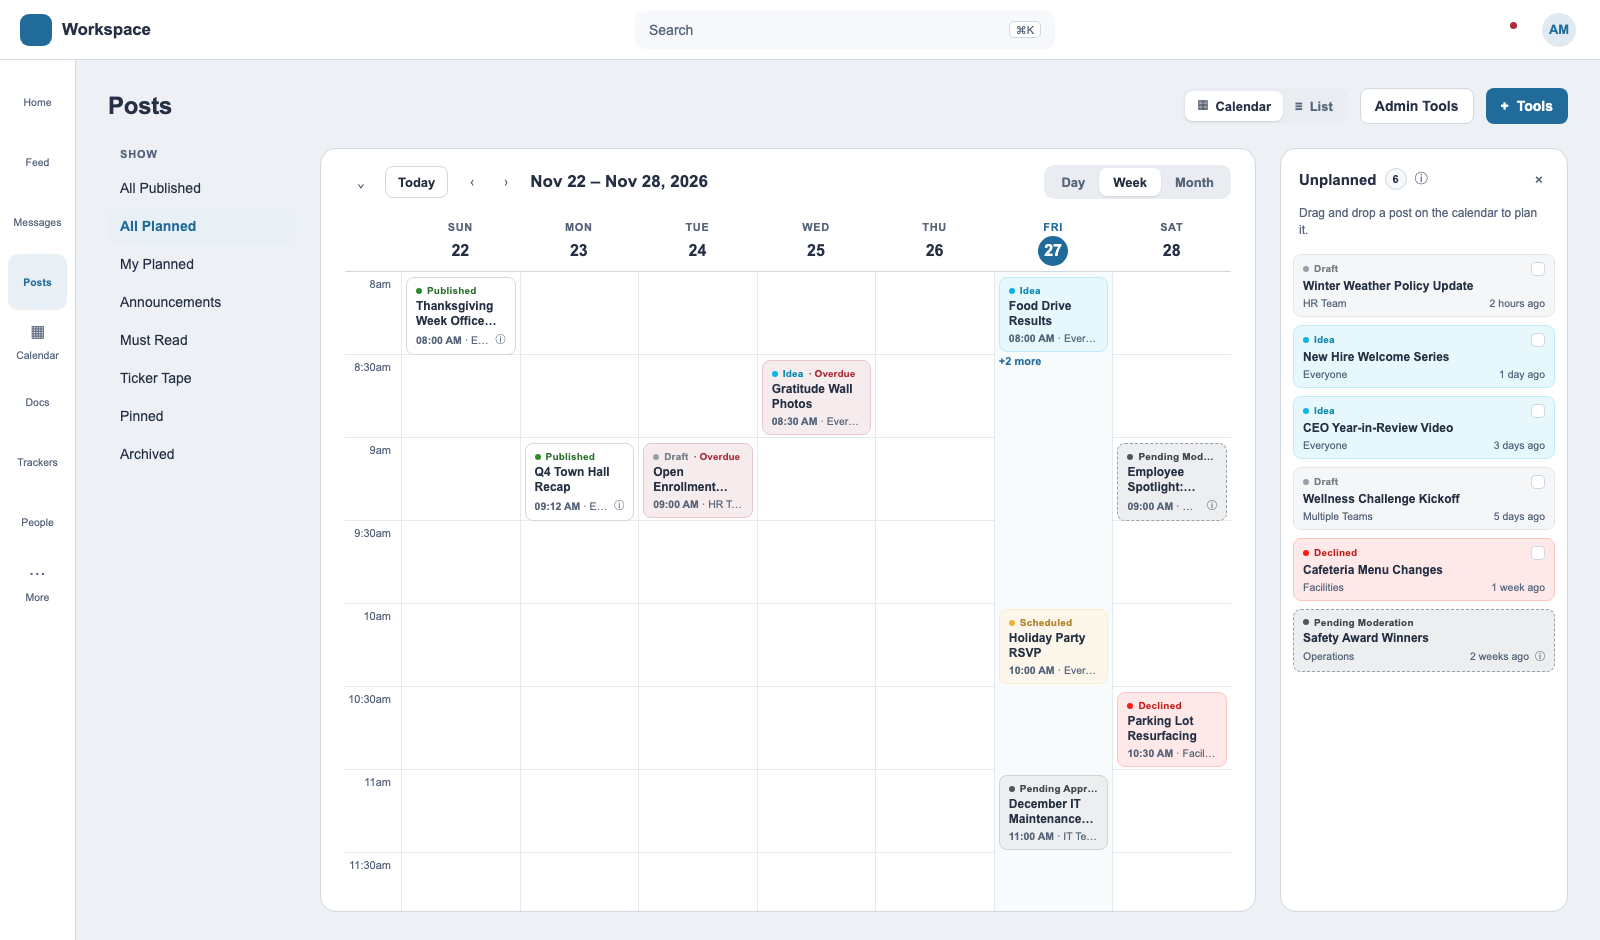 Workspace
Search
⌘K
AM
Home
Feed
Messages
Posts
Calendar
Docs
Trackers
People
More
Posts
Calendar
List
Admin Tools
+ Tools
SHOW
All Published
All Planned
My Planned
Announcements
Must Read
Ticker Tape
Pinned
Archived
Today
Nov 22 – Nov 28, 2026
Day
Week
Month
SUN
22
MON
23
TUE
24
WED
25
THU
26
FRI
27
SAT
28
8am
8:30am
9am
9:30am
10am
10:30am
11am
11:30am
Published
Thanksgiving
Week Office…
08:00 AM · E…
Published
Q4 Town Hall
Recap
09:12 AM · E…
Draft · Overdue
Open
Enrollment…
09:00 AM · HR T…
Idea · Overdue
Gratitude Wall
Photos
08:30 AM · Ever…
Idea
Food Drive
Results
08:00 AM · Ever…
+2 more
Scheduled
Holiday Party
RSVP
10:00 AM · Ever…
Pending Appr…
December IT
Maintenance…
11:00 AM · IT Te…
Pending Mod…
Employee
Spotlight:…
09:00 AM · …
Declined
Parking Lot
Resurfacing
10:30 AM · Facil…
Unplanned 6
Drag and drop a post on the calendar to plan
it.
Draft
Winter Weather Policy Update
HR Team 2 hours ago
Idea
New Hire Welcome Series
Everyone 1 day ago
Idea
CEO Year-in-Review Video
Everyone 3 days ago
Draft
Wellness Challenge Kickoff
Multiple Teams 5 days ago
Declined
Cafeteria Menu Changes
Facilities 1 week ago
Pending Moderation
Safety Award Winners
Operations 2 weeks ago